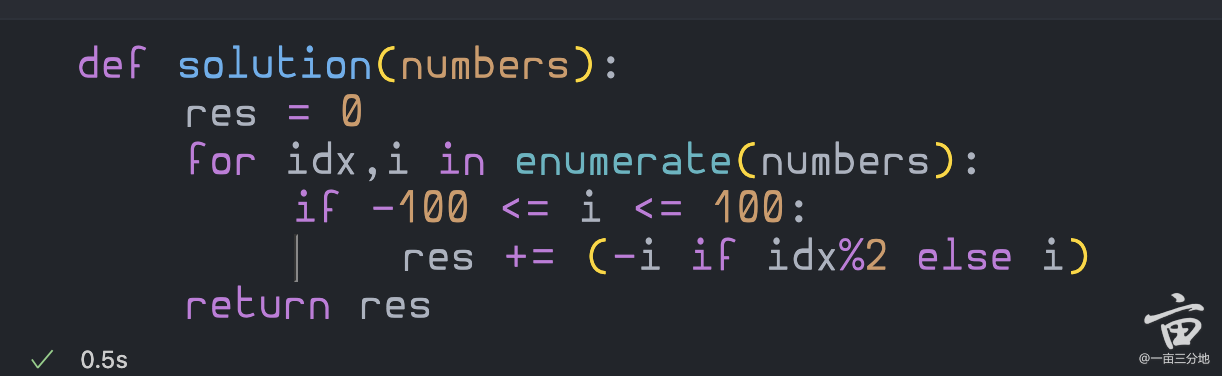 def solution(numbers):
    res = 0
    for idx,i in enumerate(numbers):
        if -100 <= i <= 100:
            res += (-i if idx%2 else i)
    return res
✓ 0.5s
亩
@一亩三分地